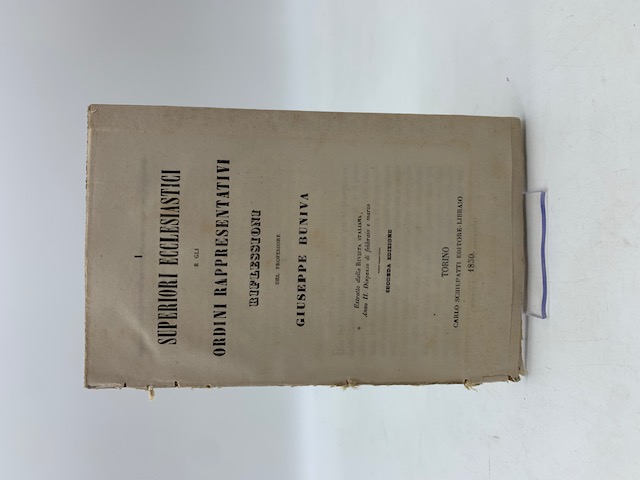 I
SUPERIORI ECCLESIASTICI
E GLI
ORDINI RAPPRESENTATIVI
RIFLESSIONI
DEL PROFESSORE
GIUSEPPE BUNIVA
Estratto dalla RIVISTA ITALIANA,
Anno II. Dispensa di febbraio e marzo
SECONDA EDIZIONE
TORINO
CARLO SCHIEPATTI EDITORE-LIBRAIO
1850.